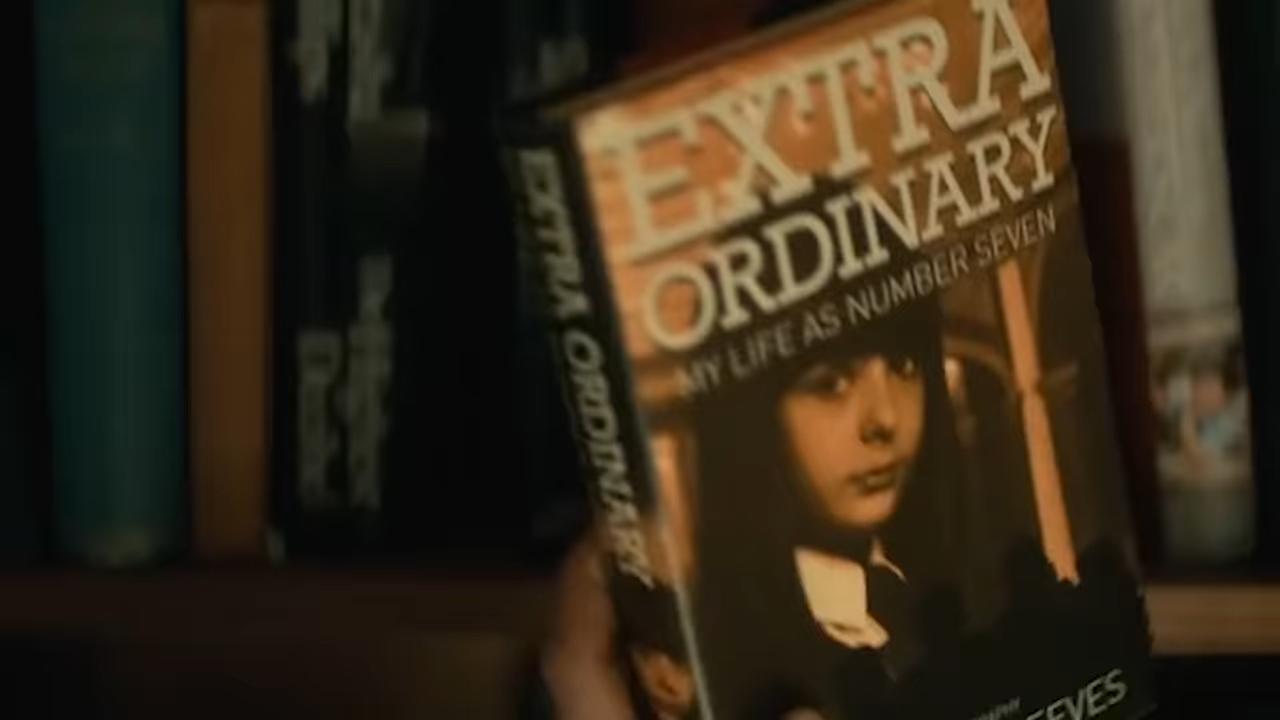 EXTRA
ORDINARY
MY LIFE AS NUMBER SEVEN
EXTRA ORDINARY